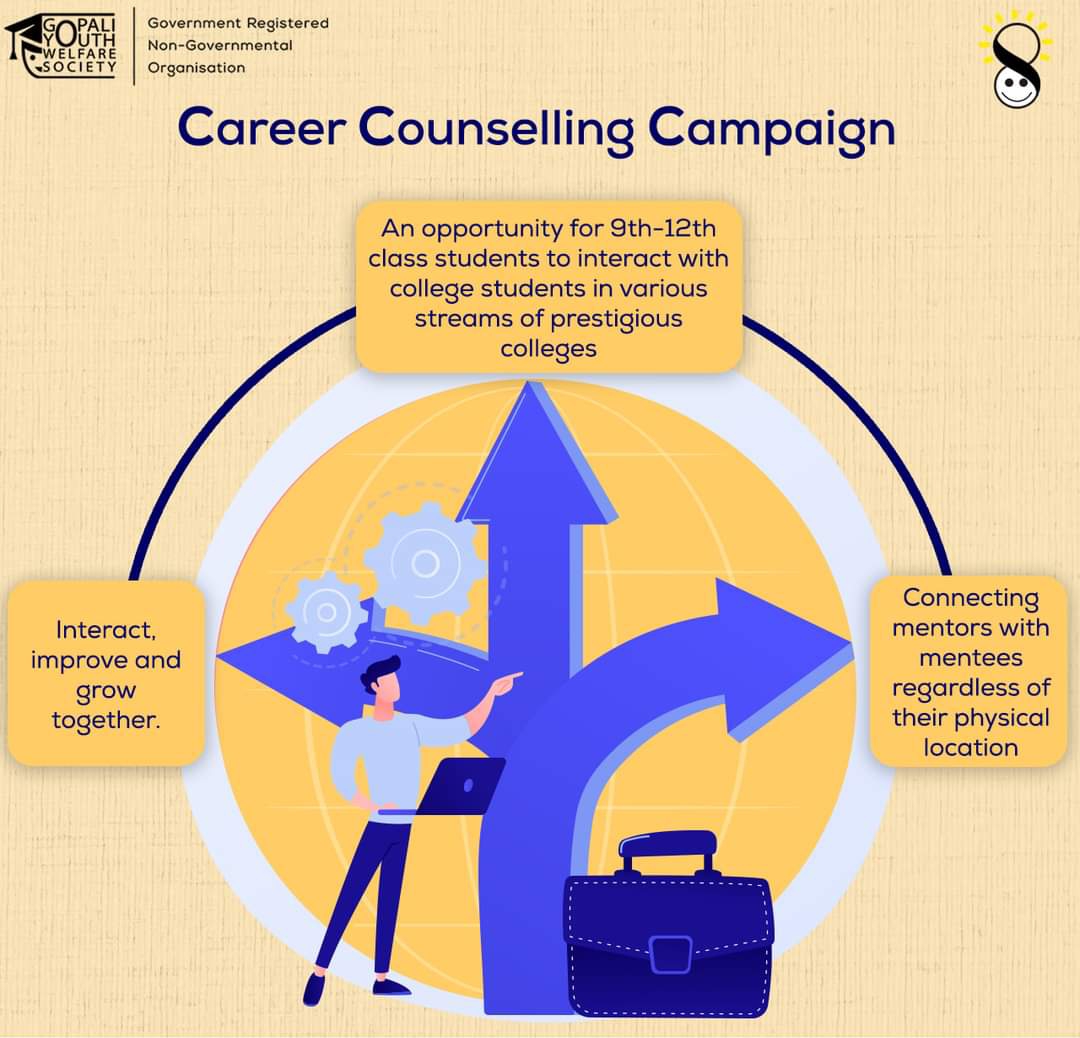 GOPALI
YOUTH
WELFARE
SOCIETY
Government Registered
Non-Governmental
Organisation
Career Counselling Campaign
An opportunity for 9th-12th
class students to interact with
college students in various
streams of prestigious
colleges
Interact,
improve and
grow
together.
Connecting
mentors with
mentees
regardless of
their physical
location